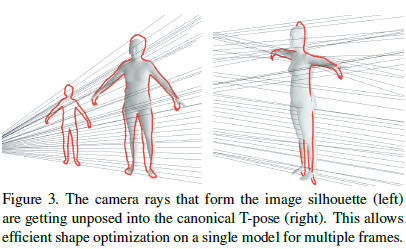 Figure 3. The camera rays that form the image silhouette (left)
are getting unposed into the canonical T-pose (right). This allows
efficient shape optimization on a single model for multiple frames.